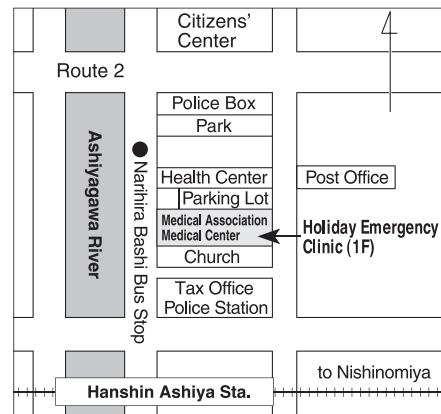 Citizens'
Center
Route 2
Police Box
Park
Ashiyagawa River
Narihira Bashi Bus Stop
Health Center
Post Office
Parking Lot
Medical Association
Medical Center
Holiday Emergency
Clinic (1F)
Church
Tax Office
Police Station
to Nishinomiya
Hanshin Ashiya Sta.